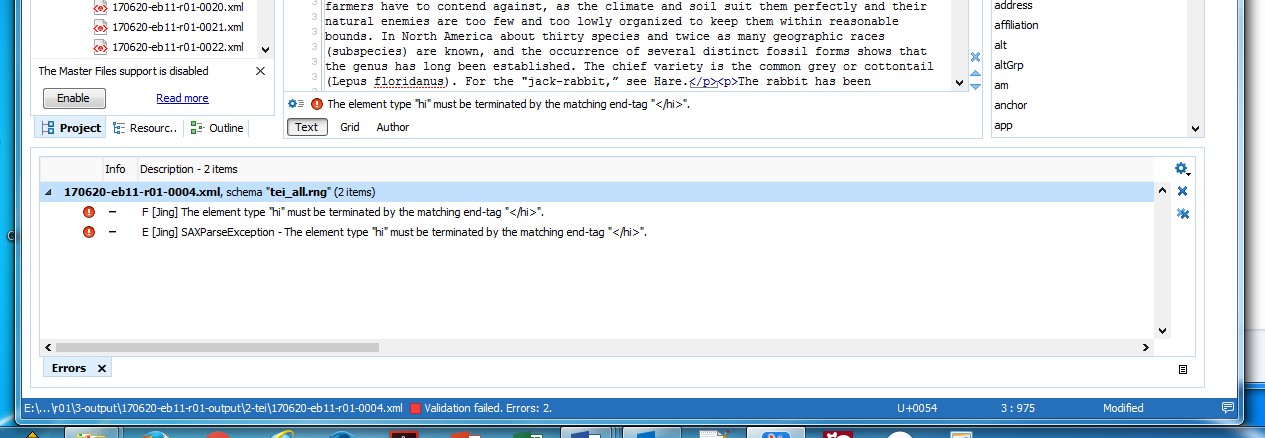 170620-eb11-r01-0020.xml
170620-eb11-r01-0021.xml
170620-eb11-r01-0022.xml
The Master Files support is disabled
Enable Read more
Project Resourc.. Outline
farmers have to contend against, as the climate and soil suit them perfectly and their
3 natural enemies are too few and too lowly organized to keep them within reasonable
3 bounds. In North America about thirty species and twice as many geographic races
3 (subspecies) are known, and the occurrence of several distinct fossil forms shows that
3 the genus has long been established. The chief variety is the common grey or cottontail
3 (Lepus floridanus). For the "jack-rabbit,” see Hare.</p><p>The rabbit has been
The element type "hi" must be terminated by the matching end-tag "</hi>".
Text Grid Author
address
affiliation
alt
altGrp
am
anchor
app
Info Description - 2 items
170620-eb11-r01-0004.xml, schema "tei_all.rng" (2 items)
F [Jing] The element type "hi" must be terminated by the matching end-tag "</hi>".
E [Jing] SAXParseException - The element type "hi" must be terminated by the matching end-tag "</hi>".
Errors
E:\...\r01\3-output\170620-eb11-r01-output\2-tei\170620-eb11-r01-0004.xml Validation failed. Errors: 2. U+0054 3 : 975 Modified